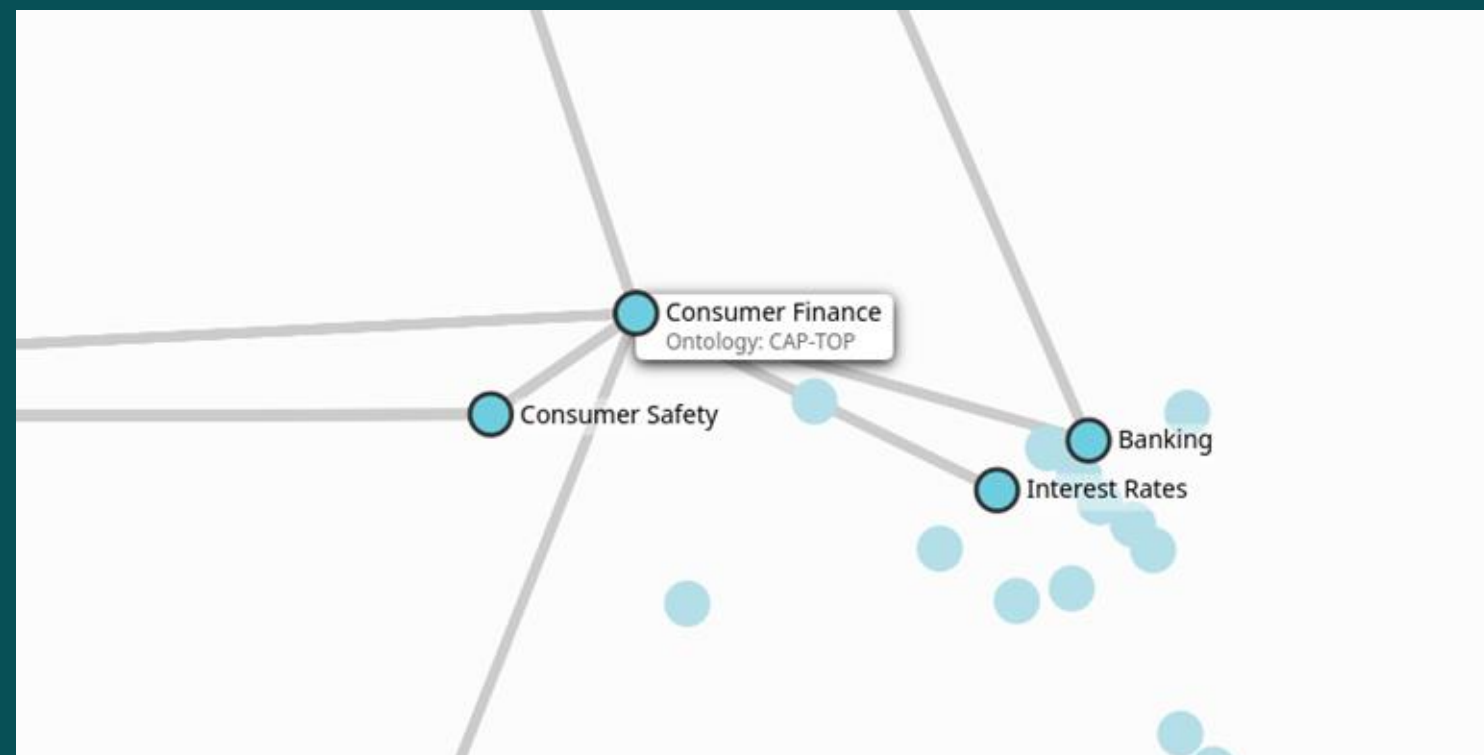 Consumer Finance
Ontology: CAP-TOP
Consumer Safety
Banking
Interest Rates